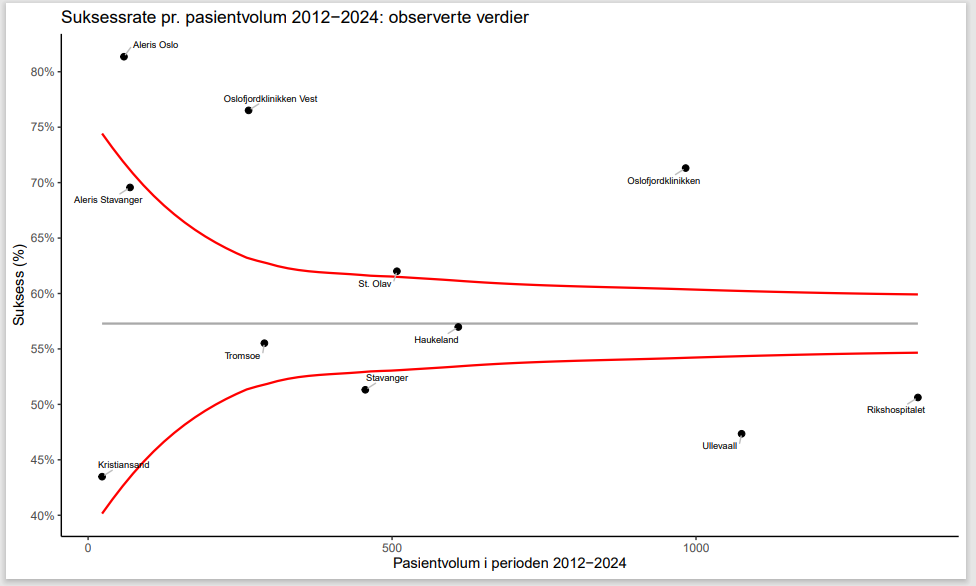 Suksessrate pr. pasientvolum 2012−2024: observerte verdier
Aleris Oslo
80%
Oslofjordklinikken Vest
75%
70%
Oslofjordklinikken
Aleris Stavanger
65%
St. Olav
60%
Haukeland
55%
Tromsoe
Stavanger
50%
Rikshospitalet
Ullevaall
45%
Kristiansand
40%
Suksess (%)
0
500
1000
Pasientvolum i perioden 2012−2024